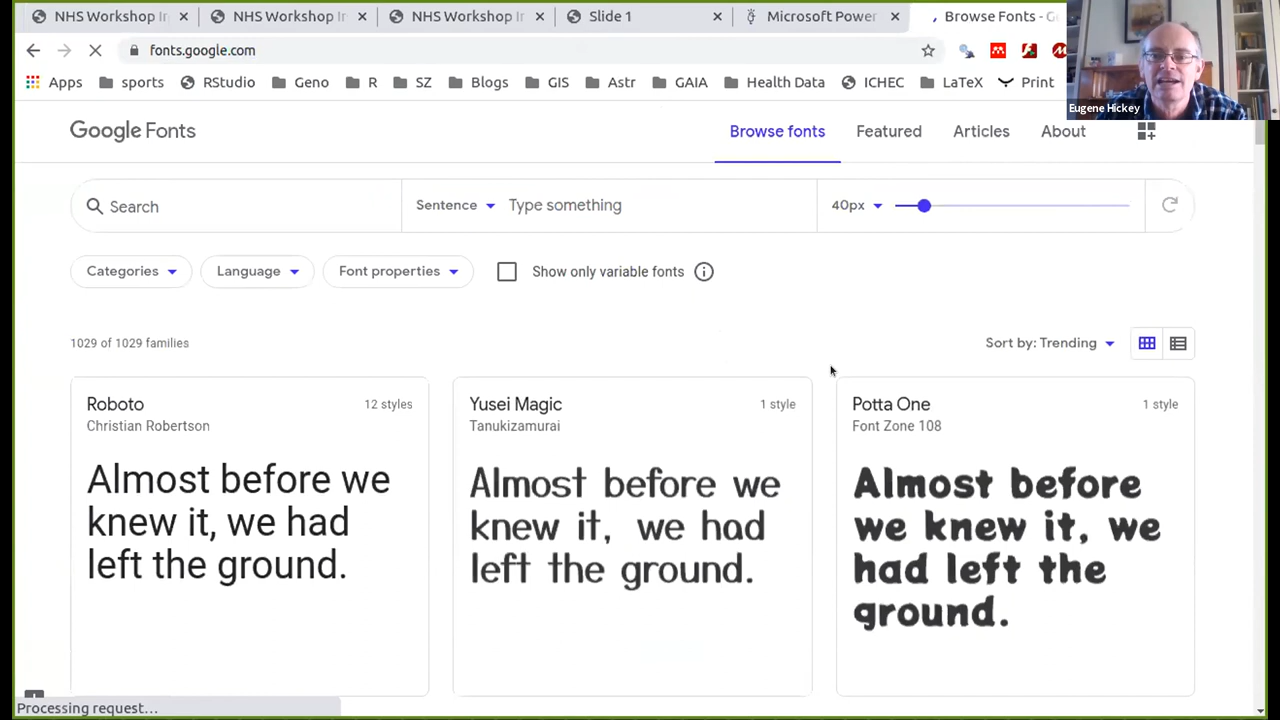 NHS Workshop In
NHS Workshop In
NHS Workshop In
Slide 1
Microsoft Power
Browse Fonts - G
fonts.google.com
Apps
sports
RStudio
Geno
R
SZ
Blogs
GIS
Astr
GAIA
Health Data
ICHEC
LaTeX
Print
Eugene Hickey
Google Fonts
Browse fonts
Featured
Articles
About
Search
Sentence
Type something
40px
Categories
Language
Font properties
Show only variable fonts
1029 of 1029 families
Sort by: Trending
Roboto
12 styles
Christian Robertson
Almost before we
knew it, we had
left the ground.
Yusei Magic
1 style
Tanukizamurai
Almost before we
knew it, we had
left the ground.
Potta One
1 style
Font Zone 108
Almost before
we knew it, we
had left the
ground.
Processing request...